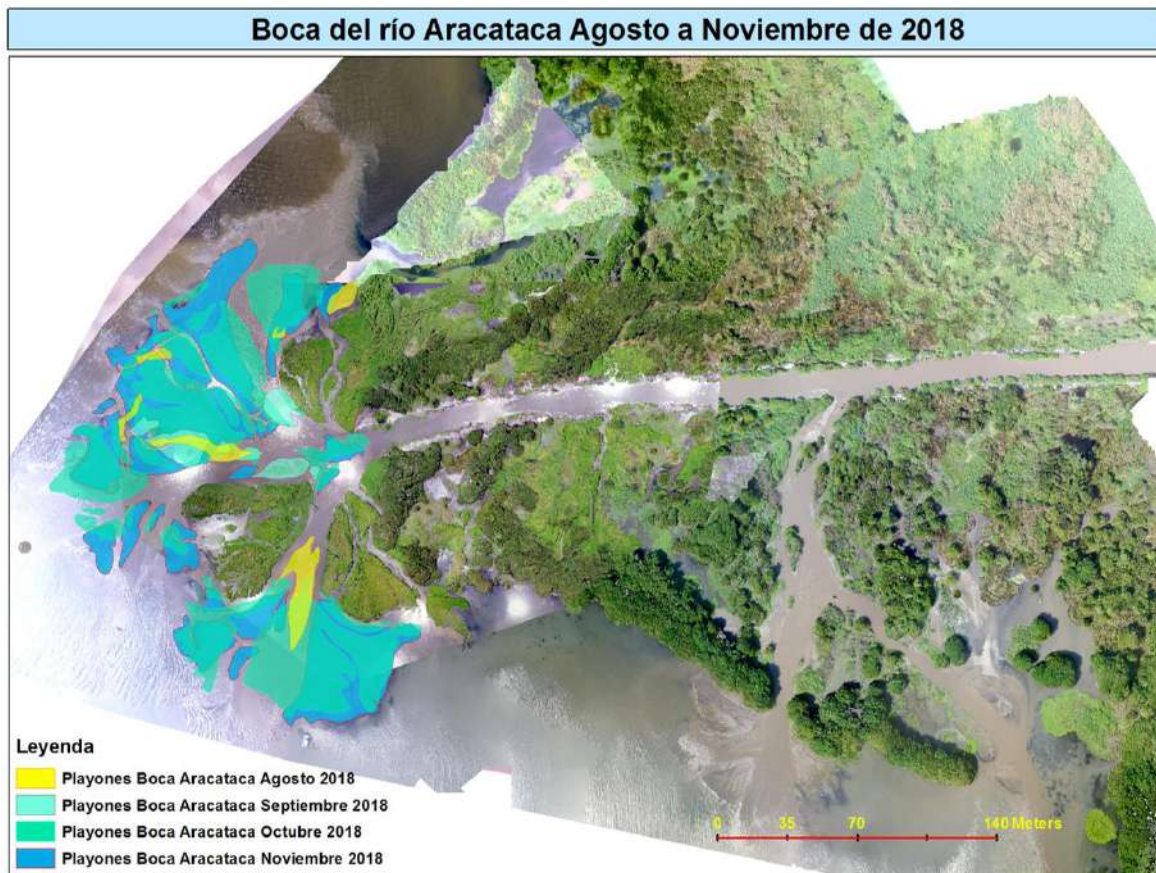 Boca del río Aracataca Agosto a Noviembre de 2018
Leyenda
Playones Boca Aracataca Agosto 2018
Playones Boca Aracataca Septiembre 2018
Playones Boca Aracataca Octubre 2018
Playones Boca Aracataca Noviembre 2018
0 35 70 140 Meters